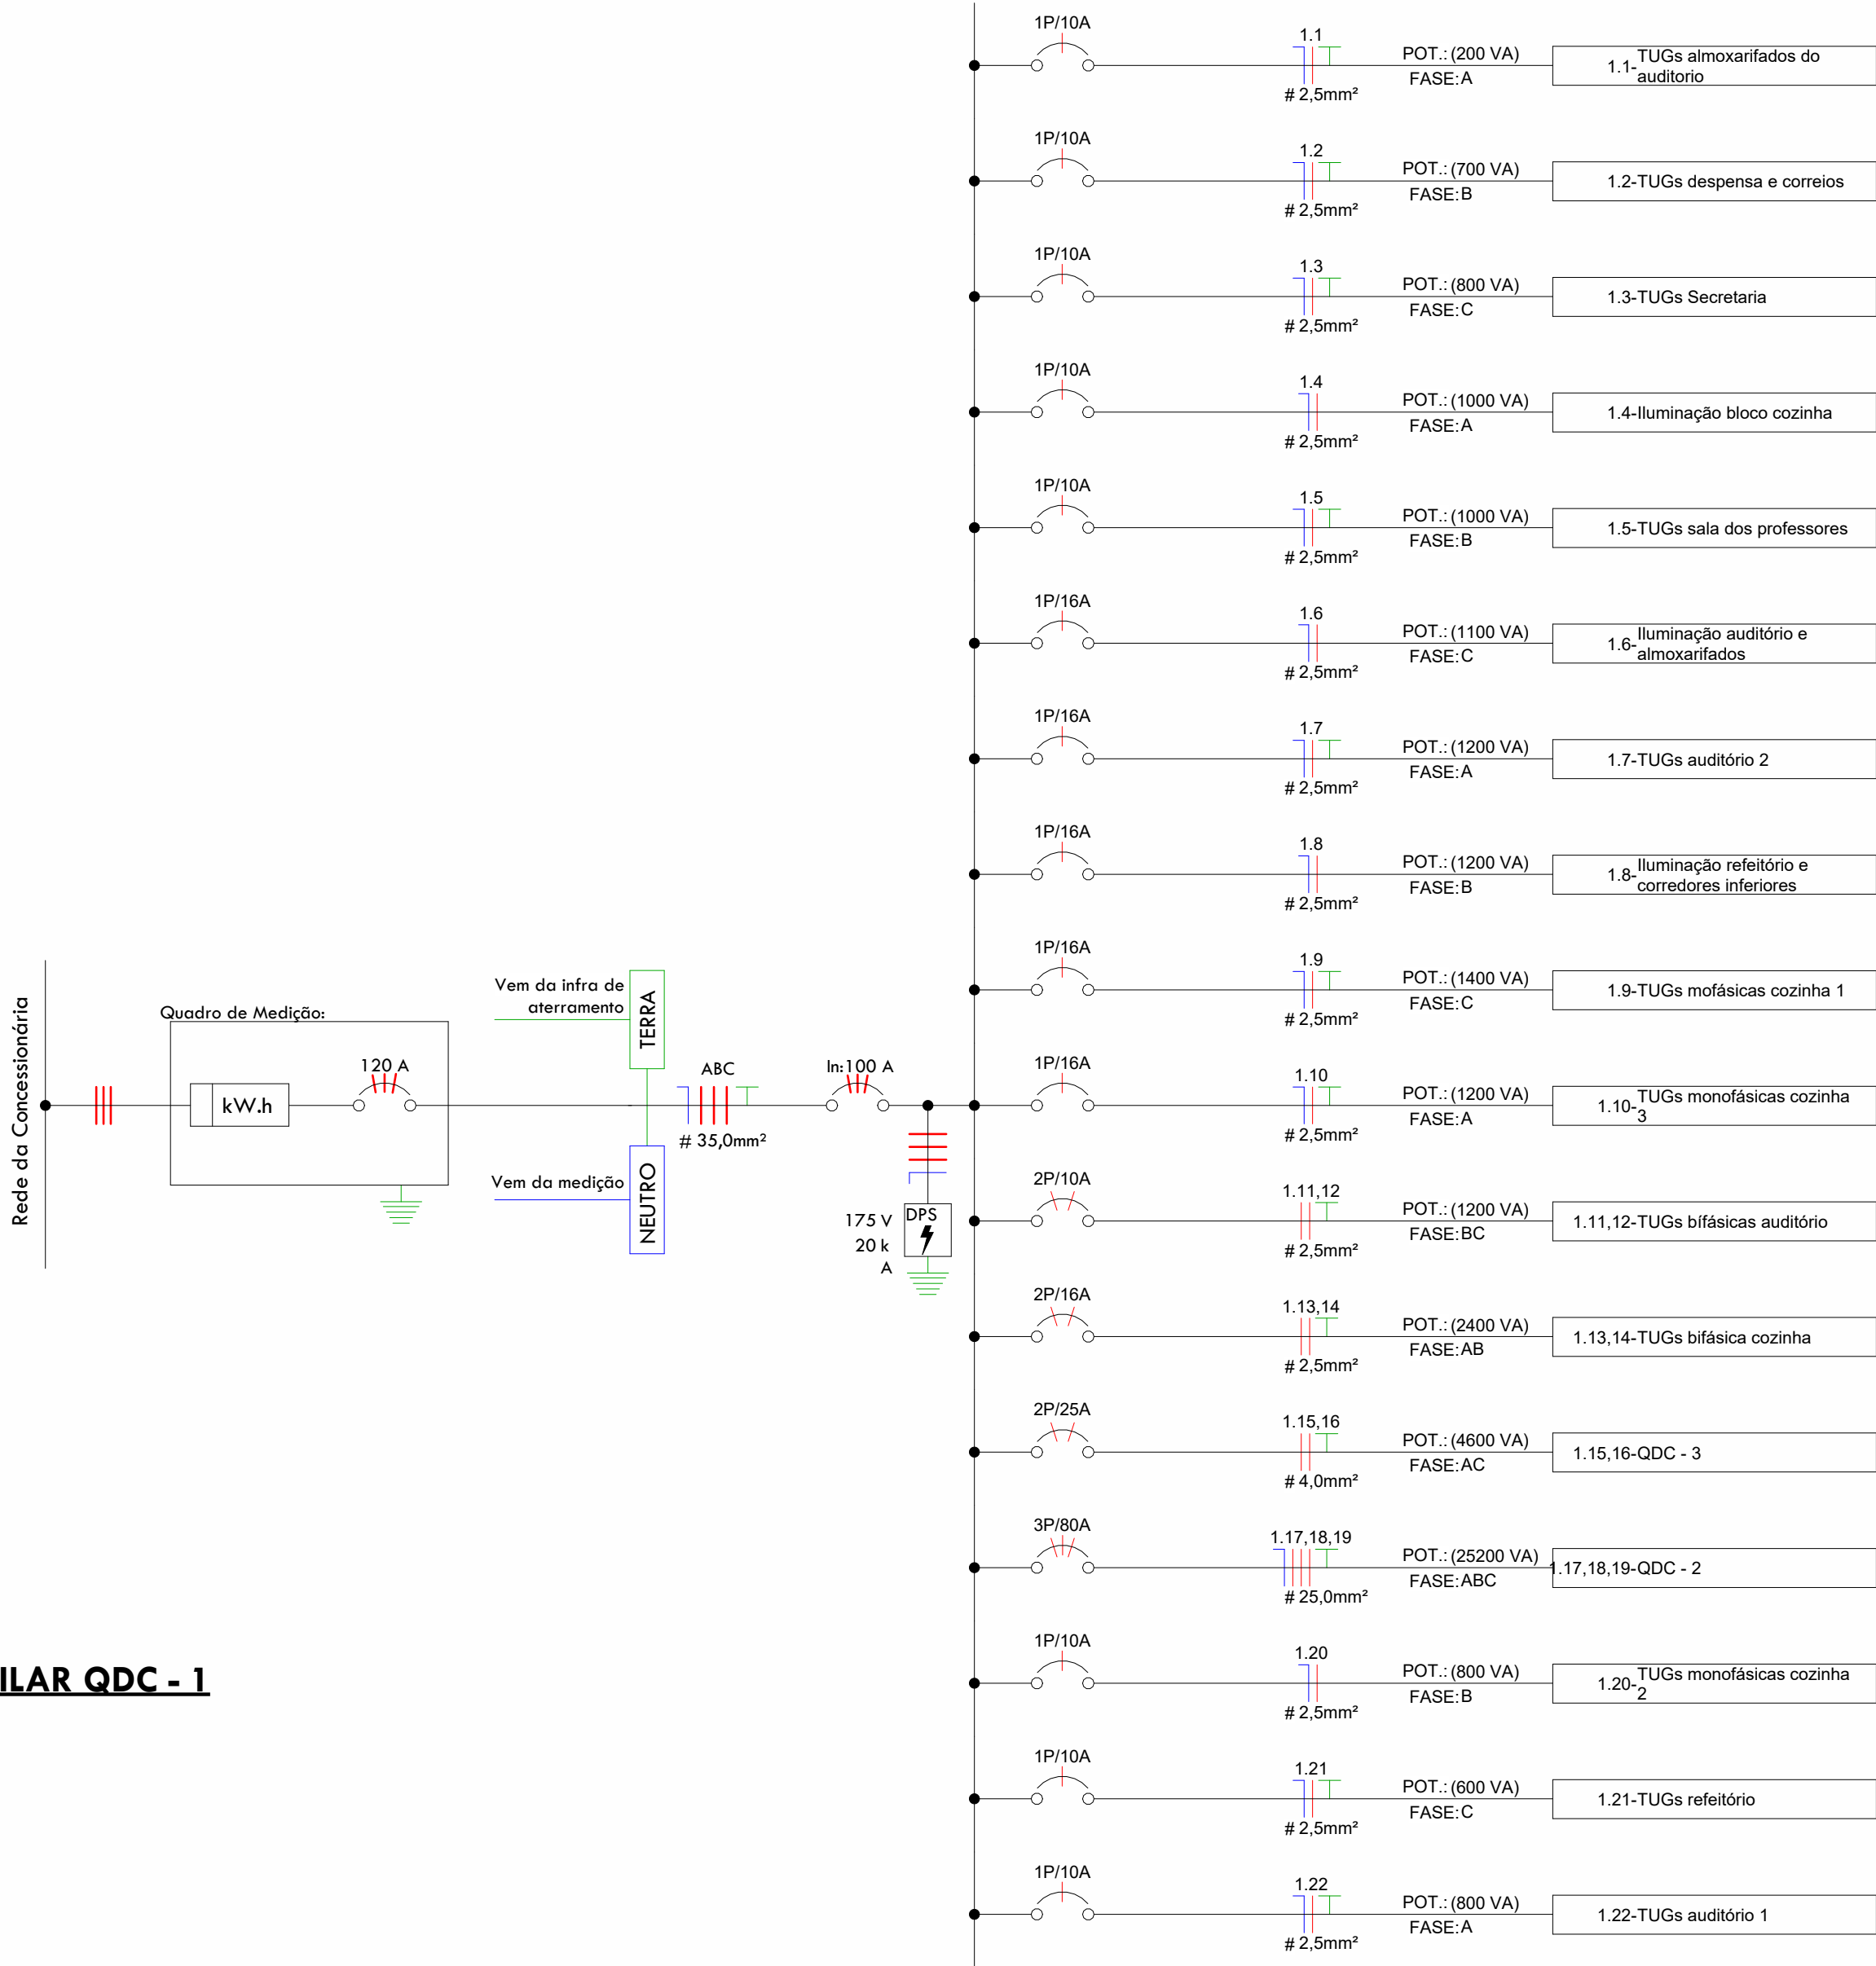 1P/10A
1.1
# 2,5mm²
POT.: (200 VA)
FASE: A
1.1-TUGs almoxarifados do
auditorio
1P/10A
1.2
# 2,5mm²
POT.: (700 VA)
FASE: B
1.2-TUGs despensa e correios
1P/10A
1.3
# 2,5mm²
POT.: (800 VA)
FASE: C
1.3-TUGs Secretaria
1P/10A
1.4
# 2,5mm²
POT.: (1000 VA)
FASE: A
1.4-Iluminação bloco cozinha
1P/10A
1.5
# 2,5mm²
POT.: (1000 VA)
FASE: B
1.5-TUGs sala dos professores
1P/16A
1.6
# 2,5mm²
POT.: (1100 VA)
FASE: C
1.6-Iluminação auditório e
almoxarifados
1P/16A
1.7
# 2,5mm²
POT.: (1200 VA)
FASE: A
1.7-TUGs auditório 2
1P/16A
1.8
# 2,5mm²
POT.: (1200 VA)
FASE: B
1.8-Iluminação refeitório e
corredores inferiores
1P/16A
1.9
# 2,5mm²
POT.: (1400 VA)
FASE: C
1.9-TUGs mofásicas cozinha 1
Rede da Concessionária
Quadro de Medição:
kW.h
120 A
Vem da infra de
aterramento
TERRA
Vem da medição
NEUTRO
ABC
# 35,0mm²
In:100 A
175 V
20 k
A
DPS
1P/16A
1.10
# 2,5mm²
POT.: (1200 VA)
FASE: A
1.10-TUGs monofásicas cozinha
3
2P/10A
1.11,12
# 2,5mm²
POT.: (1200 VA)
FASE: BC
1.11,12-TUGs bífásicas auditório
2P/16A
1.13,14
# 2,5mm²
POT.: (2400 VA)
FASE: AB
1.13,14-TUGs bifásica cozinha
2P/25A
1.15,16
# 4,0mm²
POT.: (4600 VA)
FASE: AC
1.15,16-QDC - 3
3P/80A
1.17,18,19
# 25,0mm²
POT.: (25200 VA)
FASE: ABC
1.17,18,19-QDC - 2
ILAR QDC - 1
1P/10A
1.20
# 2,5mm²
POT.: (800 VA)
FASE: B
1.20-TUGs monofásicas cozinha
2
1P/10A
1.21
# 2,5mm²
POT.: (600 VA)
FASE: C
1.21-TUGs refeitório
1P/10A
1.22
# 2,5mm²
POT.: (800 VA)
FASE: A
1.22-TUGs auditório 1